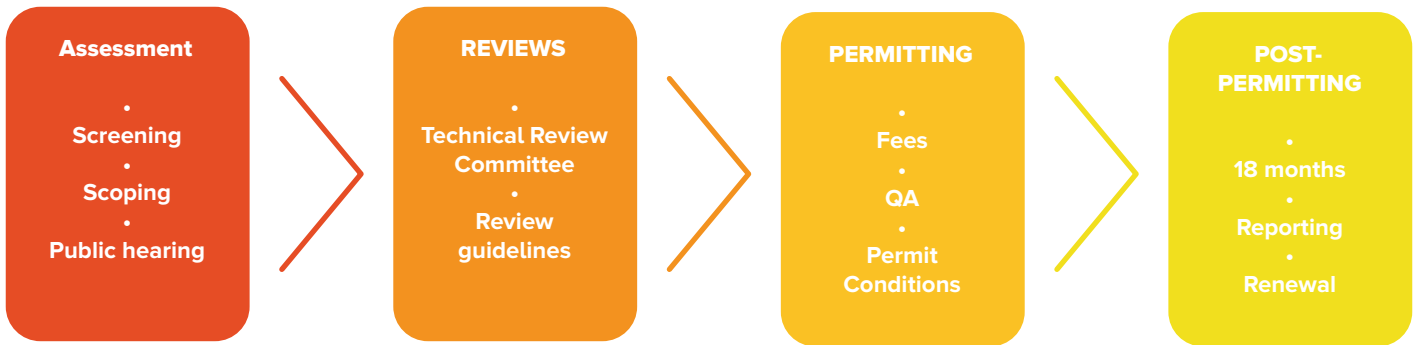 Assessment
•
Screening
•
Scoping
•
Public hearing
REVIEWS
•
Technical Review
Committee
•
Review
guidelines
PERMITTING
•
Fees
•
QA
•
Permit
Conditions
POST-
PERMITTING
•
18 months
•
Reporting
•
Renewal